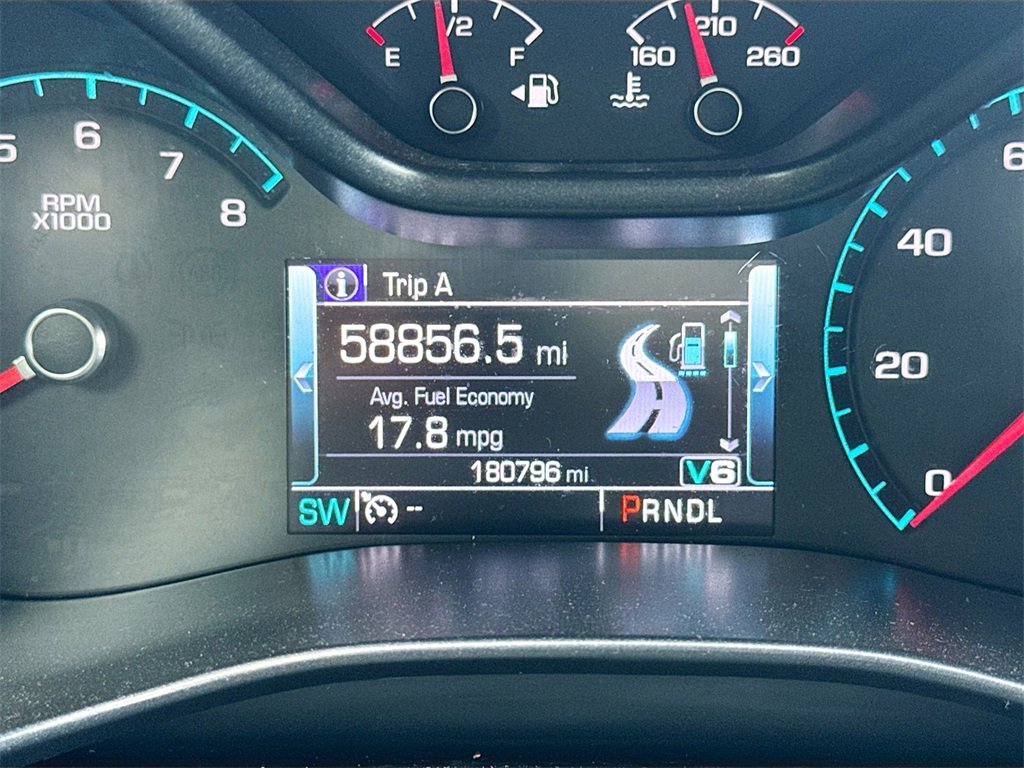 E 1/2 F
160 210 260
5 6 7 8
RPM
X1000
Trip A
58856.5 mi
Avg. Fuel Economy
17.8 mpg
180796 mi V6
SW -- PRNDL
6
40
20
0